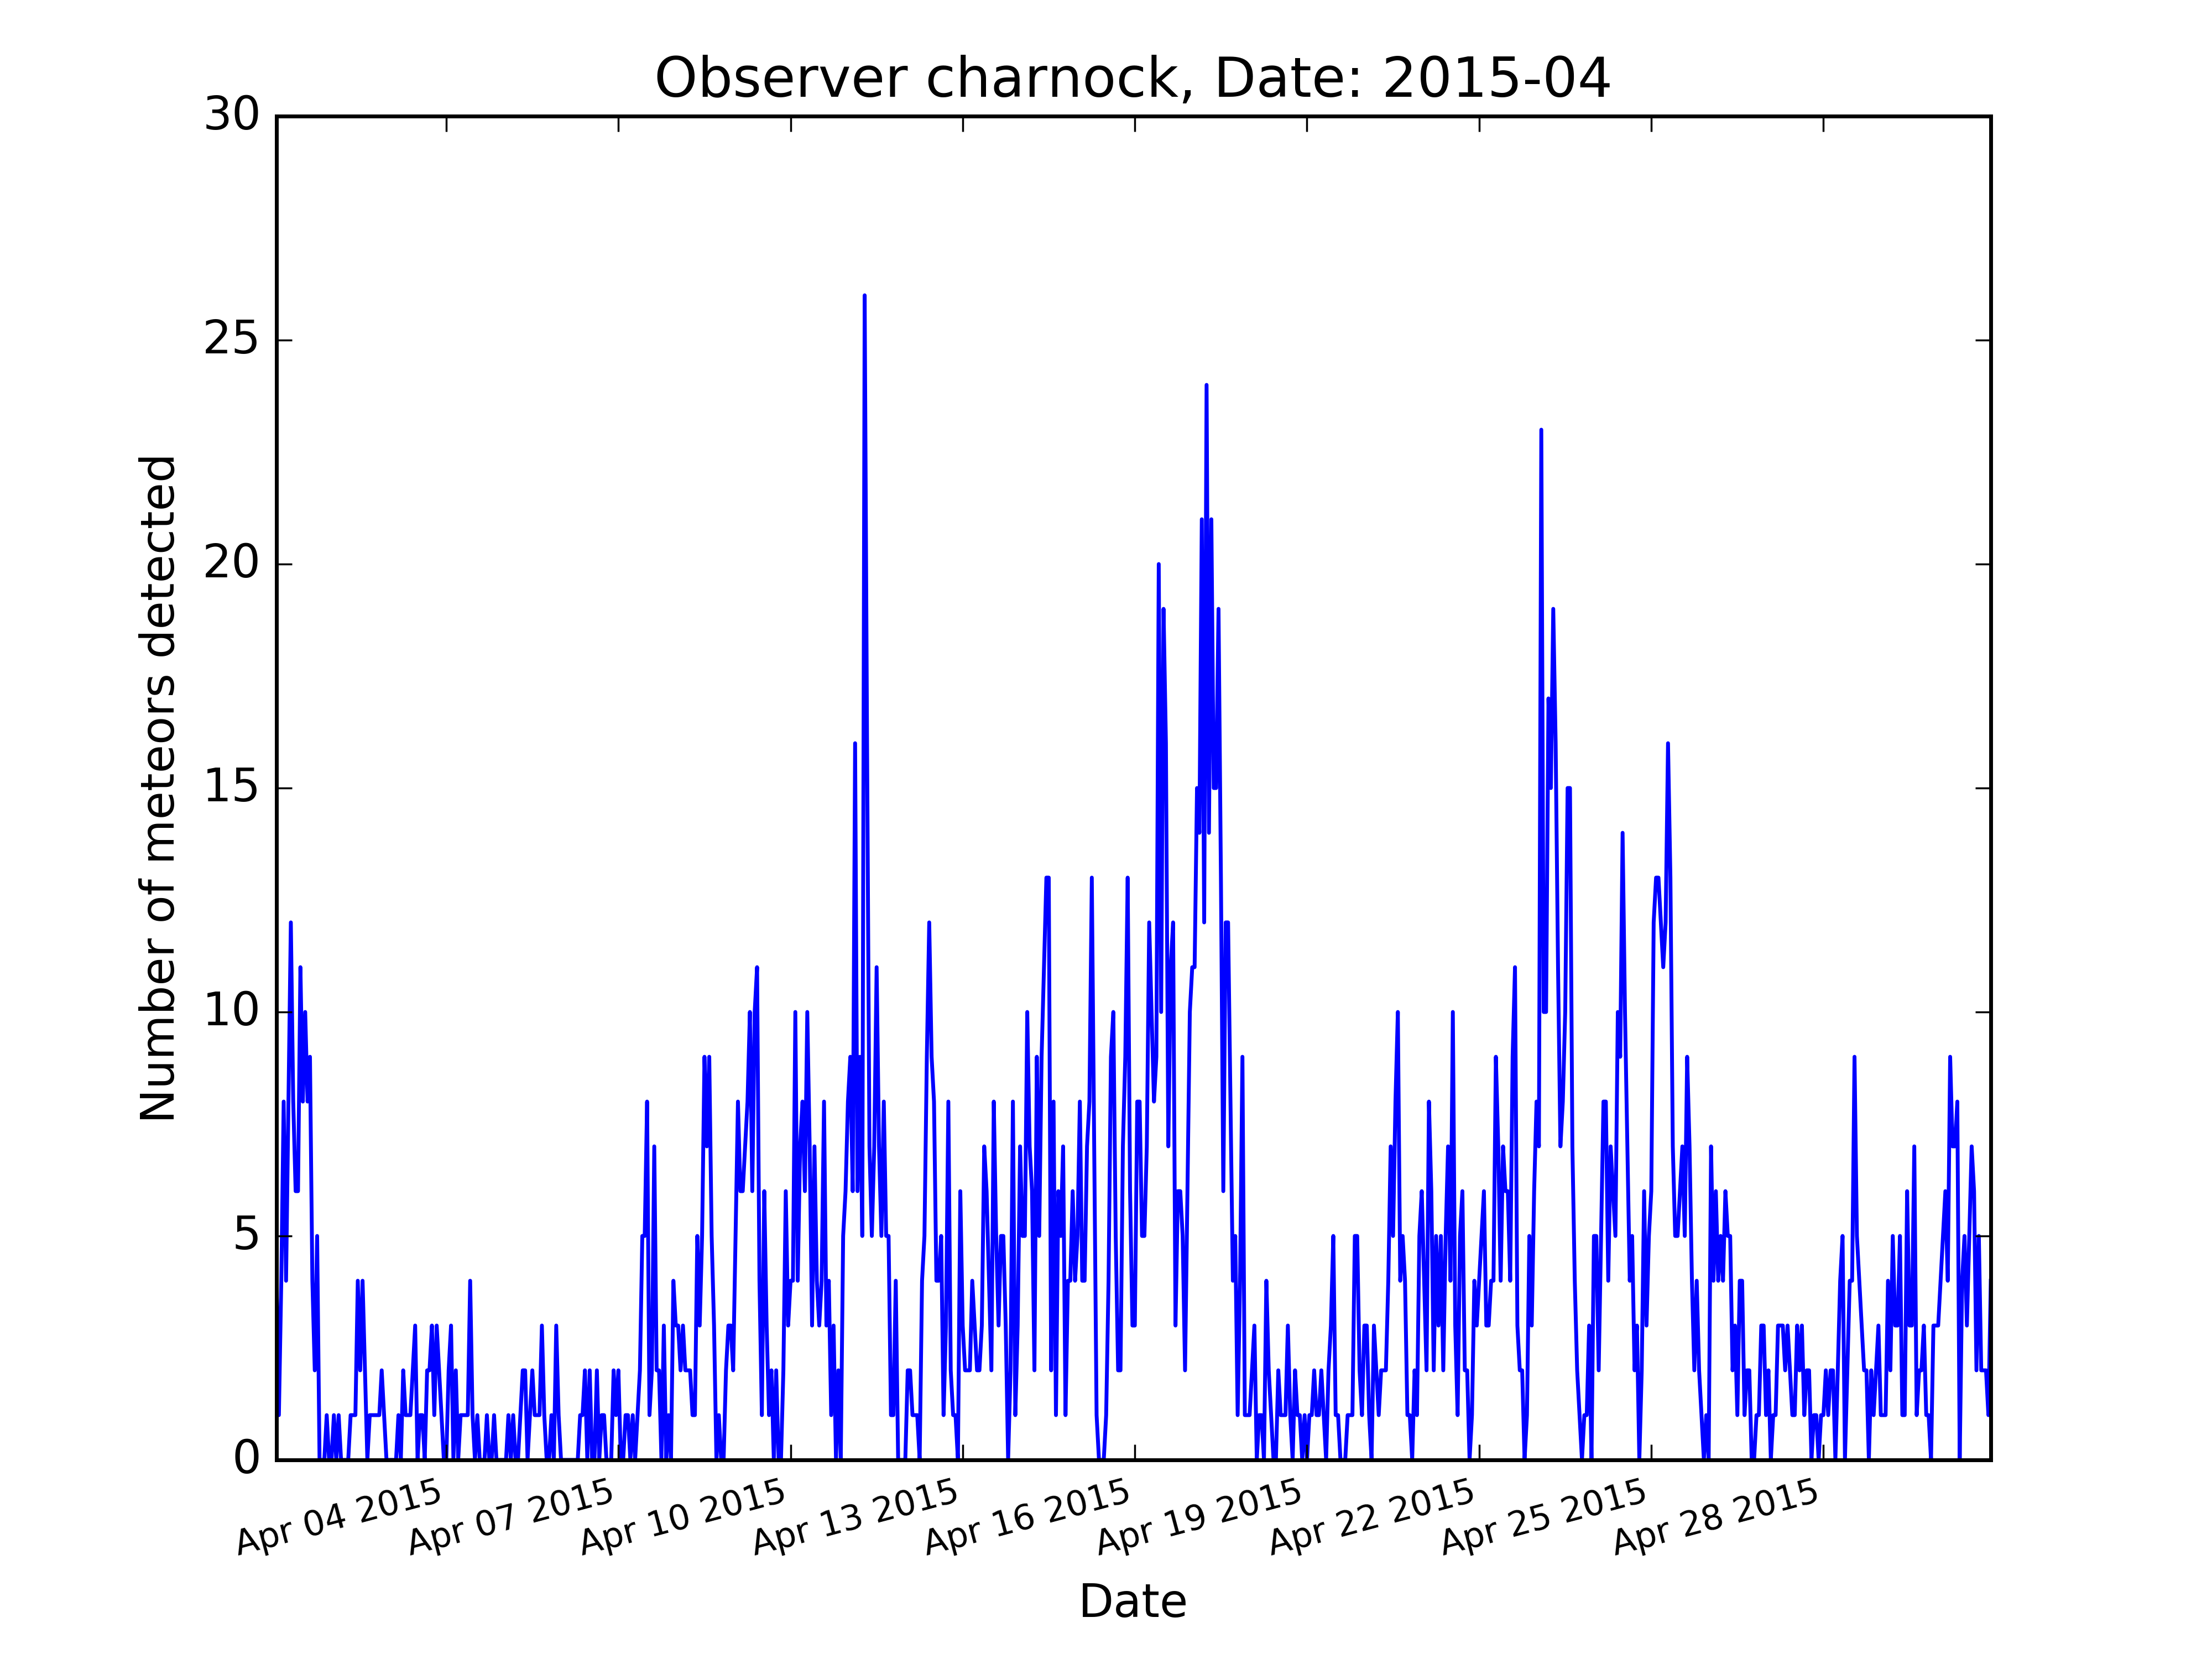 Observer charnock, Date: 2015-04
30
25
20
15
10
5
0
Number of meteors detected
Apr 04 2015
Apr 07 2015
Apr 10 2015
Apr 13 2015
Apr 16 2015
Apr 19 2015
Apr 22 2015
Apr 25 2015
Apr 28 2015
Date